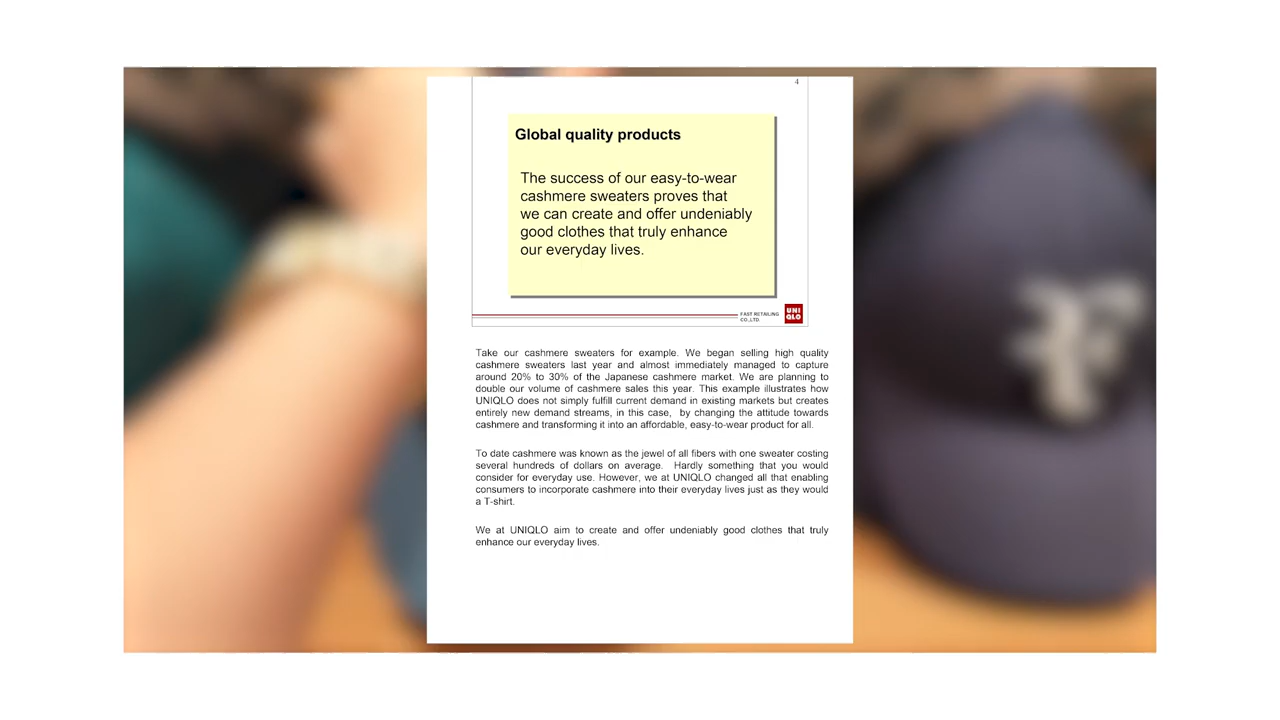 4
Global quality products
The success of our easy-to-wear
cashmere sweaters proves that
we can create and offer undeniably
good clothes that truly enhance
our everyday lives.
FAST RETAILING
CO.,LTD.
UNI
QLO
Take our cashmere sweaters for example. We began selling high quality
cashmere sweaters last year and almost immediately managed to capture
around 20% to 30% of the Japanese cashmere market. We are planning to
double our volume of cashmere sales this year. This example illustrates how
UNIQLO does not simply fulfill current demand in existing markets but creates
entirely new demand streams, in this case, by changing the attitude towards
cashmere and transforming it into an affordable, easy-to-wear product for all.
To date cashmere was known as the jewel of all fibers with one sweater costing
several hundreds of dollars on average. Hardly something that you would
consider for everyday use. However, we at UNIQLO changed all that enabling
consumers to incorporate cashmere into their everyday lives just as they would
a T-shirt.
We at UNIQLO aim to create and offer undeniably good clothes that truly
enhance our everyday lives.